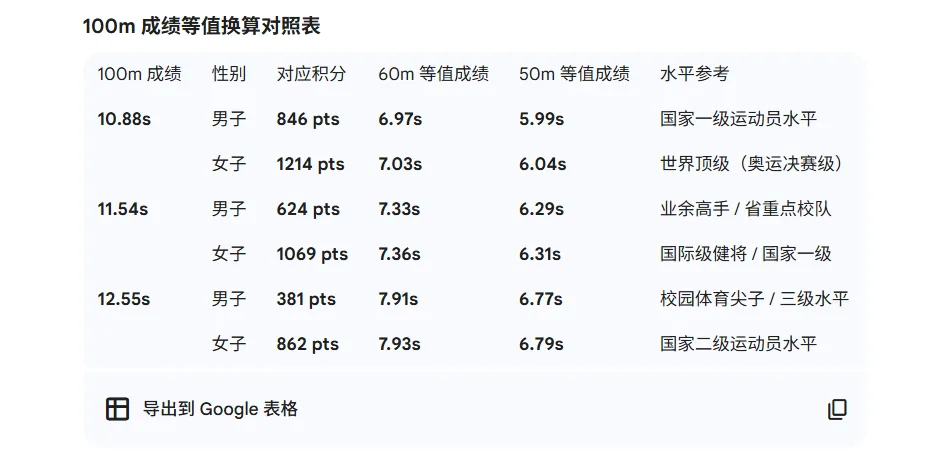 100m 成绩等值换算对照表
100m 成绩 性别 对应积分 60m 等值成绩 50m 等值成绩 水平参考
10.88s 男子 846 pts 6.97s 5.99s 国家一级运动员水平
女子 1214 pts 7.03s 6.04s 世界顶级（奥运决赛级）
11.54s 男子 624 pts 7.33s 6.29s 业余高手 / 省重点校队
女子 1069 pts 7.36s 6.31s 国际级健将 / 国家一级
12.55s 男子 381 pts 7.91s 6.77s 校园体育尖子 / 三级水平
女子 862 pts 7.93s 6.79s 国家二级运动员水平
导出到 Google 表格